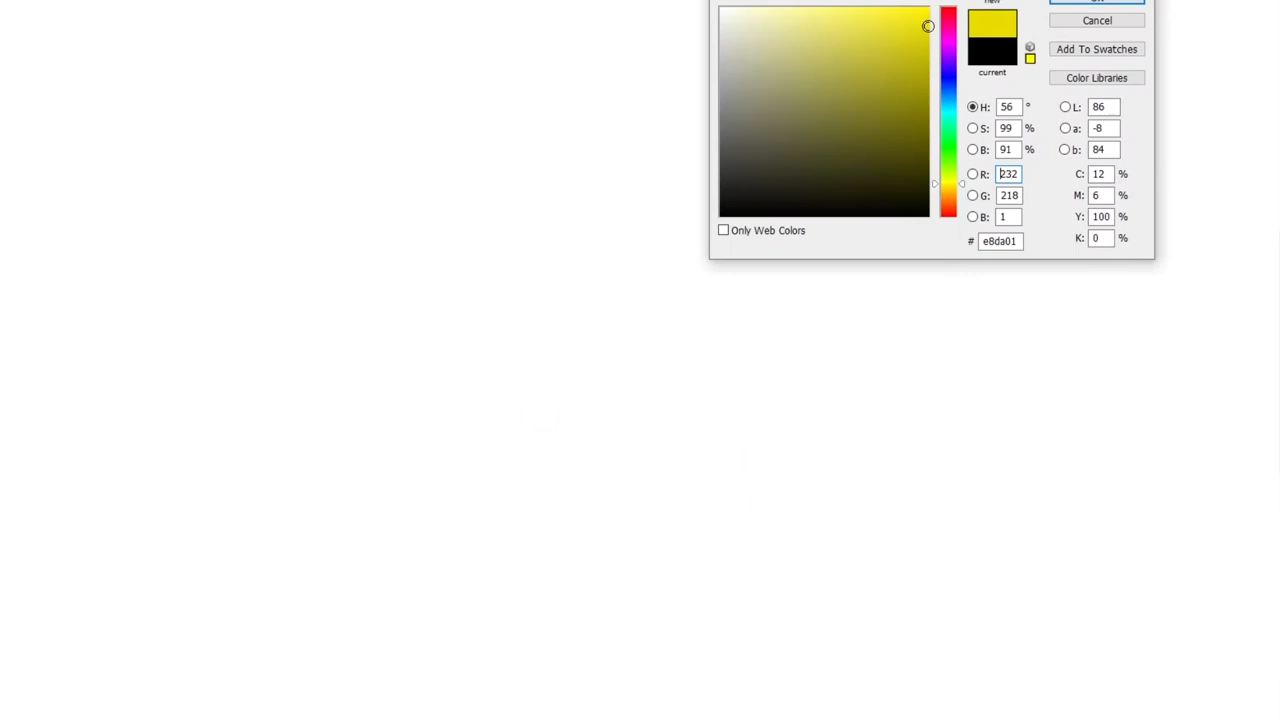 new
Cancel
Add To Swatches
current
Color Libraries
H: 56 ° L: 86
S: 99 % a: -8
B: 91 % b: 84
R: 232 C: 12 %
G: 218 M: 6 %
B: 1 Y: 100 %
Only Web Colors # e8da01 K: 0 %